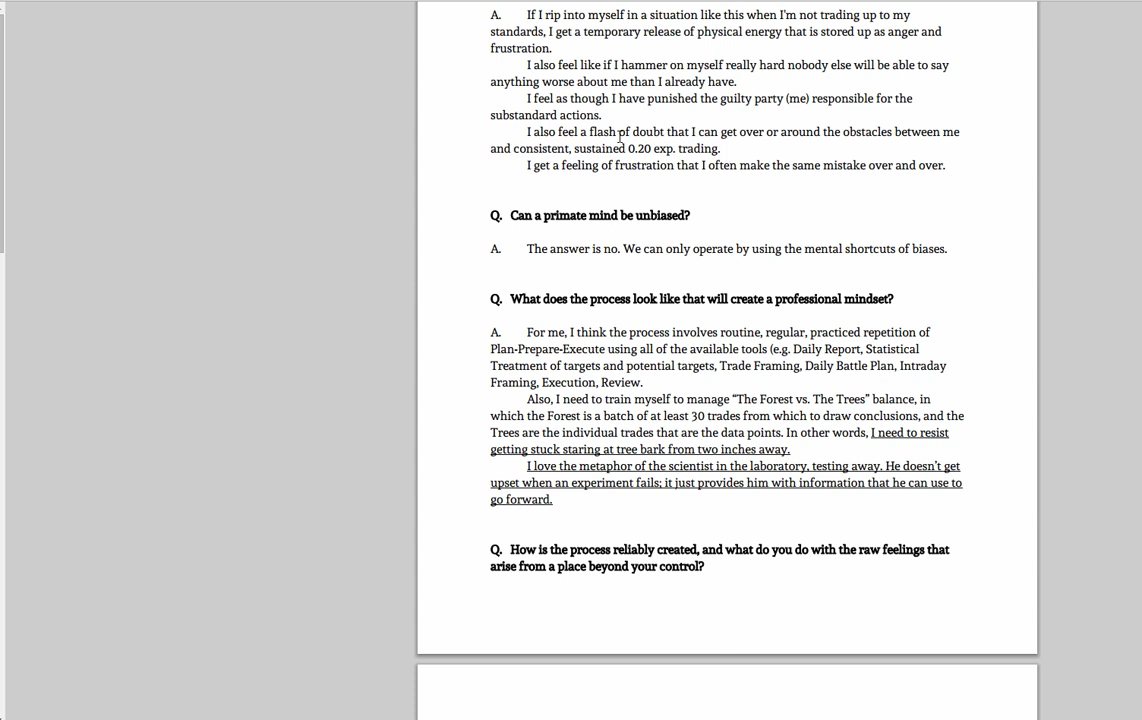 A. If I rip into myself in a situation like this when I'm not trading up to my
standards, I get a temporary release of physical energy that is stored up as anger and
frustration.
I also feel like if I hammer on myself really hard nobody else will be able to say
anything worse about me than I already have.
I feel as though I have punished the guilty party (me) responsible for the
substandard actions.
I also feel a flash of doubt that I can get over or around the obstacles between me
and consistent, sustained 0.20 exp. trading.
I get a feeling of frustration that I often make the same mistake over and over.
Q. Can a primate mind be unbiased?
A. The answer is no. We can only operate by using the mental shortcuts of biases.
Q. What does the process look like that will create a professional mindset?
A. For me, I think the process involves routine, regular, practiced repetition of
Plan-Prepare-Execute using all of the available tools (e.g. Daily Report, Statistical
Treatment of targets and potential targets, Trade Framing, Daily Battle Plan, Intraday
Framing, Execution, Review.
Also, I need to train myself to manage “The Forest vs. The Trees” balance, in
which the Forest is a batch of at least 30 trades from which to draw conclusions, and the
Trees are the individual trades that are the data points. In other words, I need to resist
getting stuck staring at tree bark from two inches away.
I love the metaphor of the scientist in the laboratory, testing away. He doesn’t get
upset when an experiment fails; it just provides him with information that he can use to
go forward.
Q. How is the process reliably created, and what do you do with the raw feelings that
arise from a place beyond your control?